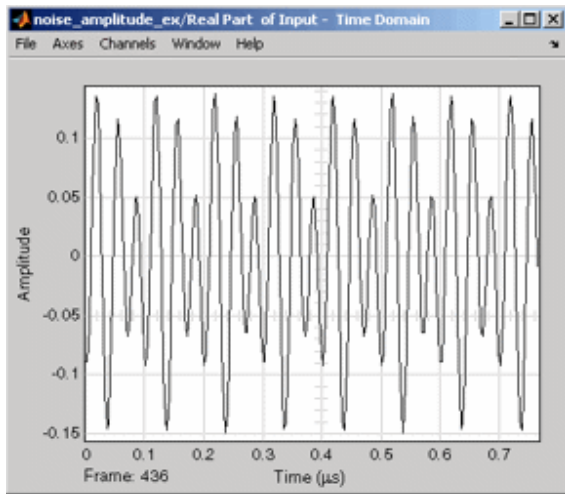 noise_amplitude_ex/Real Part of Input - Time Domain
File Axes Channels Window Help
0.1
0.05
0
-0.05
-0.1
-0.15
Amplitude
0 0.1 0.2 0.3 0.4 0.5 0.6 0.7
Frame: 436
Time (μs)